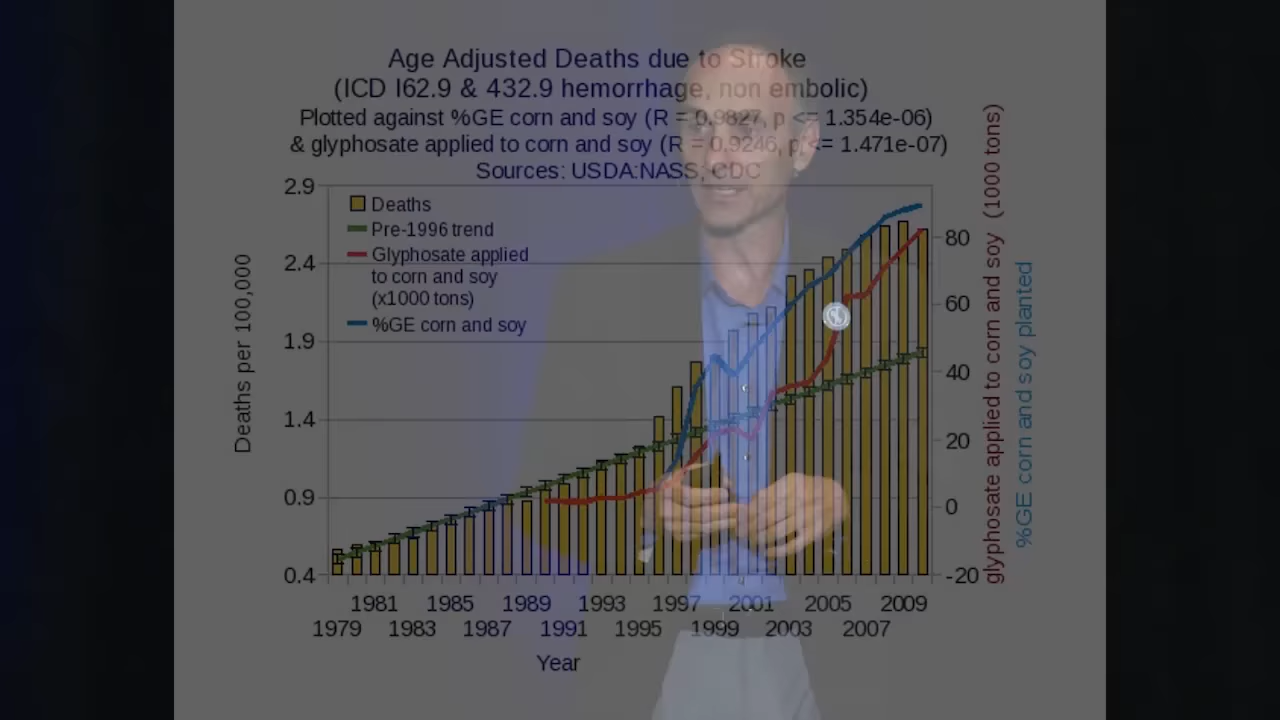 Age Adjusted Deaths due to Stroke
(ICD I62.9 & 432.9 hemorrhage, non embolic)
Plotted against %GE corn and soy (R = 0.9827, p <= 1.354e-06)
& glyphosate applied to corn and soy (R = 0.9246, p <= 1.471e-07)
Sources: USDA:NASS; CDC
Deaths
Pre-1996 trend
Glyphosate applied
to corn and soy
(x1000 tons)
%GE corn and soy
Deaths per 100,000
2.9
2.4
1.9
1.4
0.9
0.4
80
60
40
20
0
-20
glyphosate applied to corn and soy (1000 tons)
%GE corn and soy planted
1981 1985 1989 1993 1997 2001 2005 2009
1979 1983 1987 1991 1995 1999 2003 2007
Year